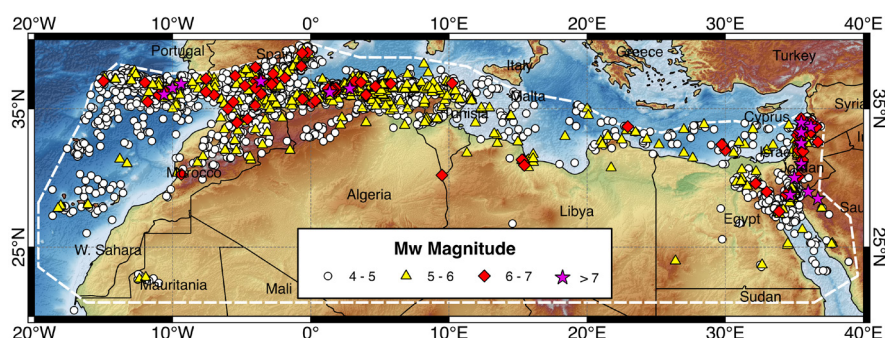 20°W 10°W 0° 10°E 20°E 30°E 40°E
Portugal
Spain
Italy
Greece
Turkey
35°N
Malta
Tunisia
Cyprus
Syria
35°N
Israel
Jordan
Morocco
Algeria
Libya
Egypt
25°N
W. Sahara
25°N
Mw Magnitude
4 - 5 5 - 6 6 - 7 > 7
Mauritania
Mali
Sudan
20°W 10°W 0° 10°E 20°E 30°E 40°E